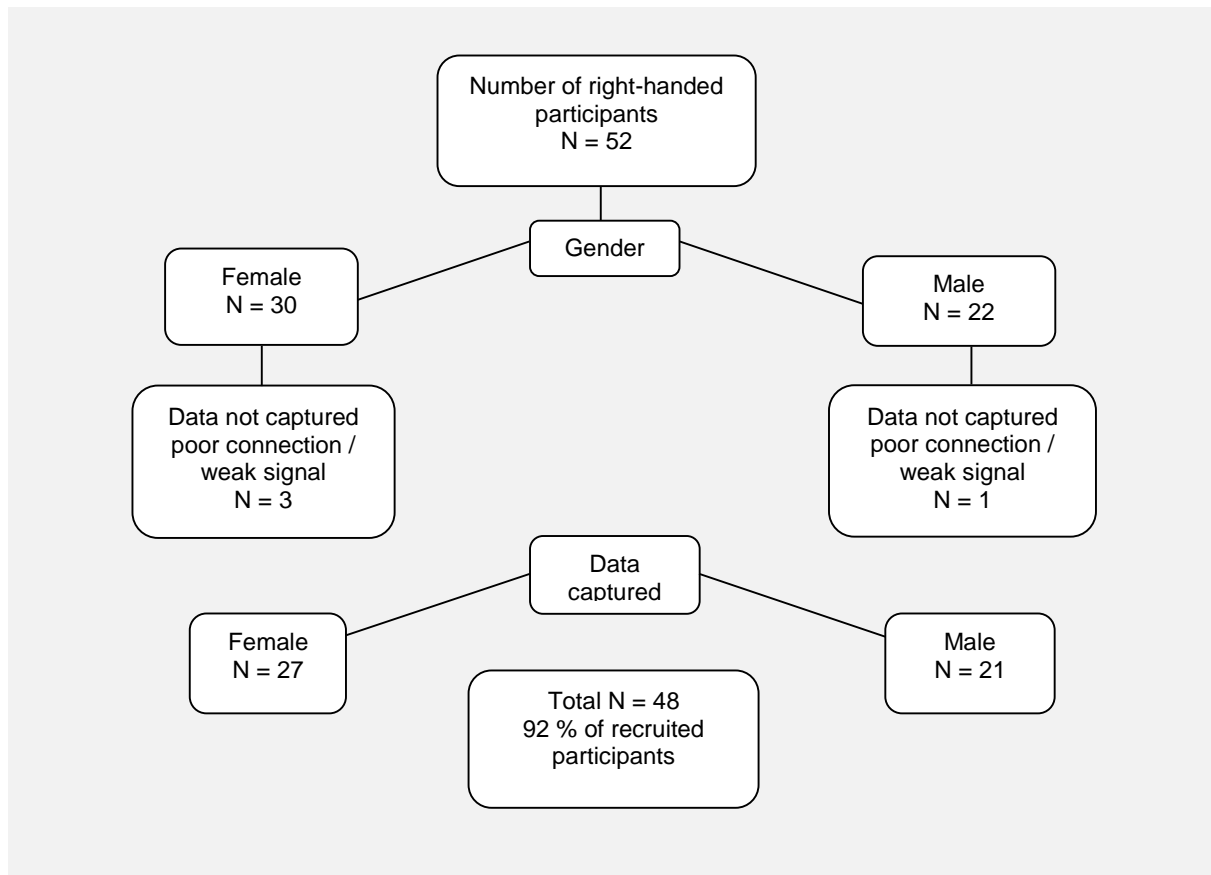 Number of right-handed
participants
N = 52
Gender
Female
N = 30
Male
N = 22
Data not captured
poor connection /
weak signal
N = 3
Data not captured
poor connection /
weak signal
N = 1
Data
captured
Female
N = 27
Male
N = 21
Total N = 48
92 % of recruited
participants